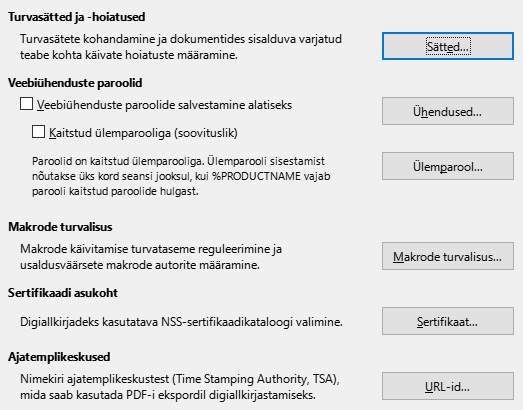 Turvasätted ja -hoiatused
Turvasätete kohandamine ja dokumentides sisalduva varjatud
teabe kohta käivate hoiatuste määramine.
Sätted...
Veebiühenduste paroolid
Veebiühenduste paroolide salvestamine alatiseks
Ühendused...
Kaitstud ülemparooliga (soovituslik)
Paroolid on kaitstud ülemparooliga. Ülemparooli sisestamist
nõutakse üks kord seansi jooksul, kui %PRODUCTNAME vajab
parooli kaitstud paroolide hulgast.
Ülemparool...
Makrode turvalisus
Makrode käivitamise turvataseme reguleerimine ja
usaldusväärsete makrode autorite määramine.
Makrode turvalisus...
Sertifikaadi asukoht
Digiallkirjadeks kasutatava NSS-sertifikaadikataloogi valimine.
Sertifikaat...
Ajatemplikeskused
Nimekiri ajatemplikeskustest (Time Stamping Authority, TSA),
mida saab kasutada PDF-i ekspordil digiallkirjastamiseks.
URL-id...